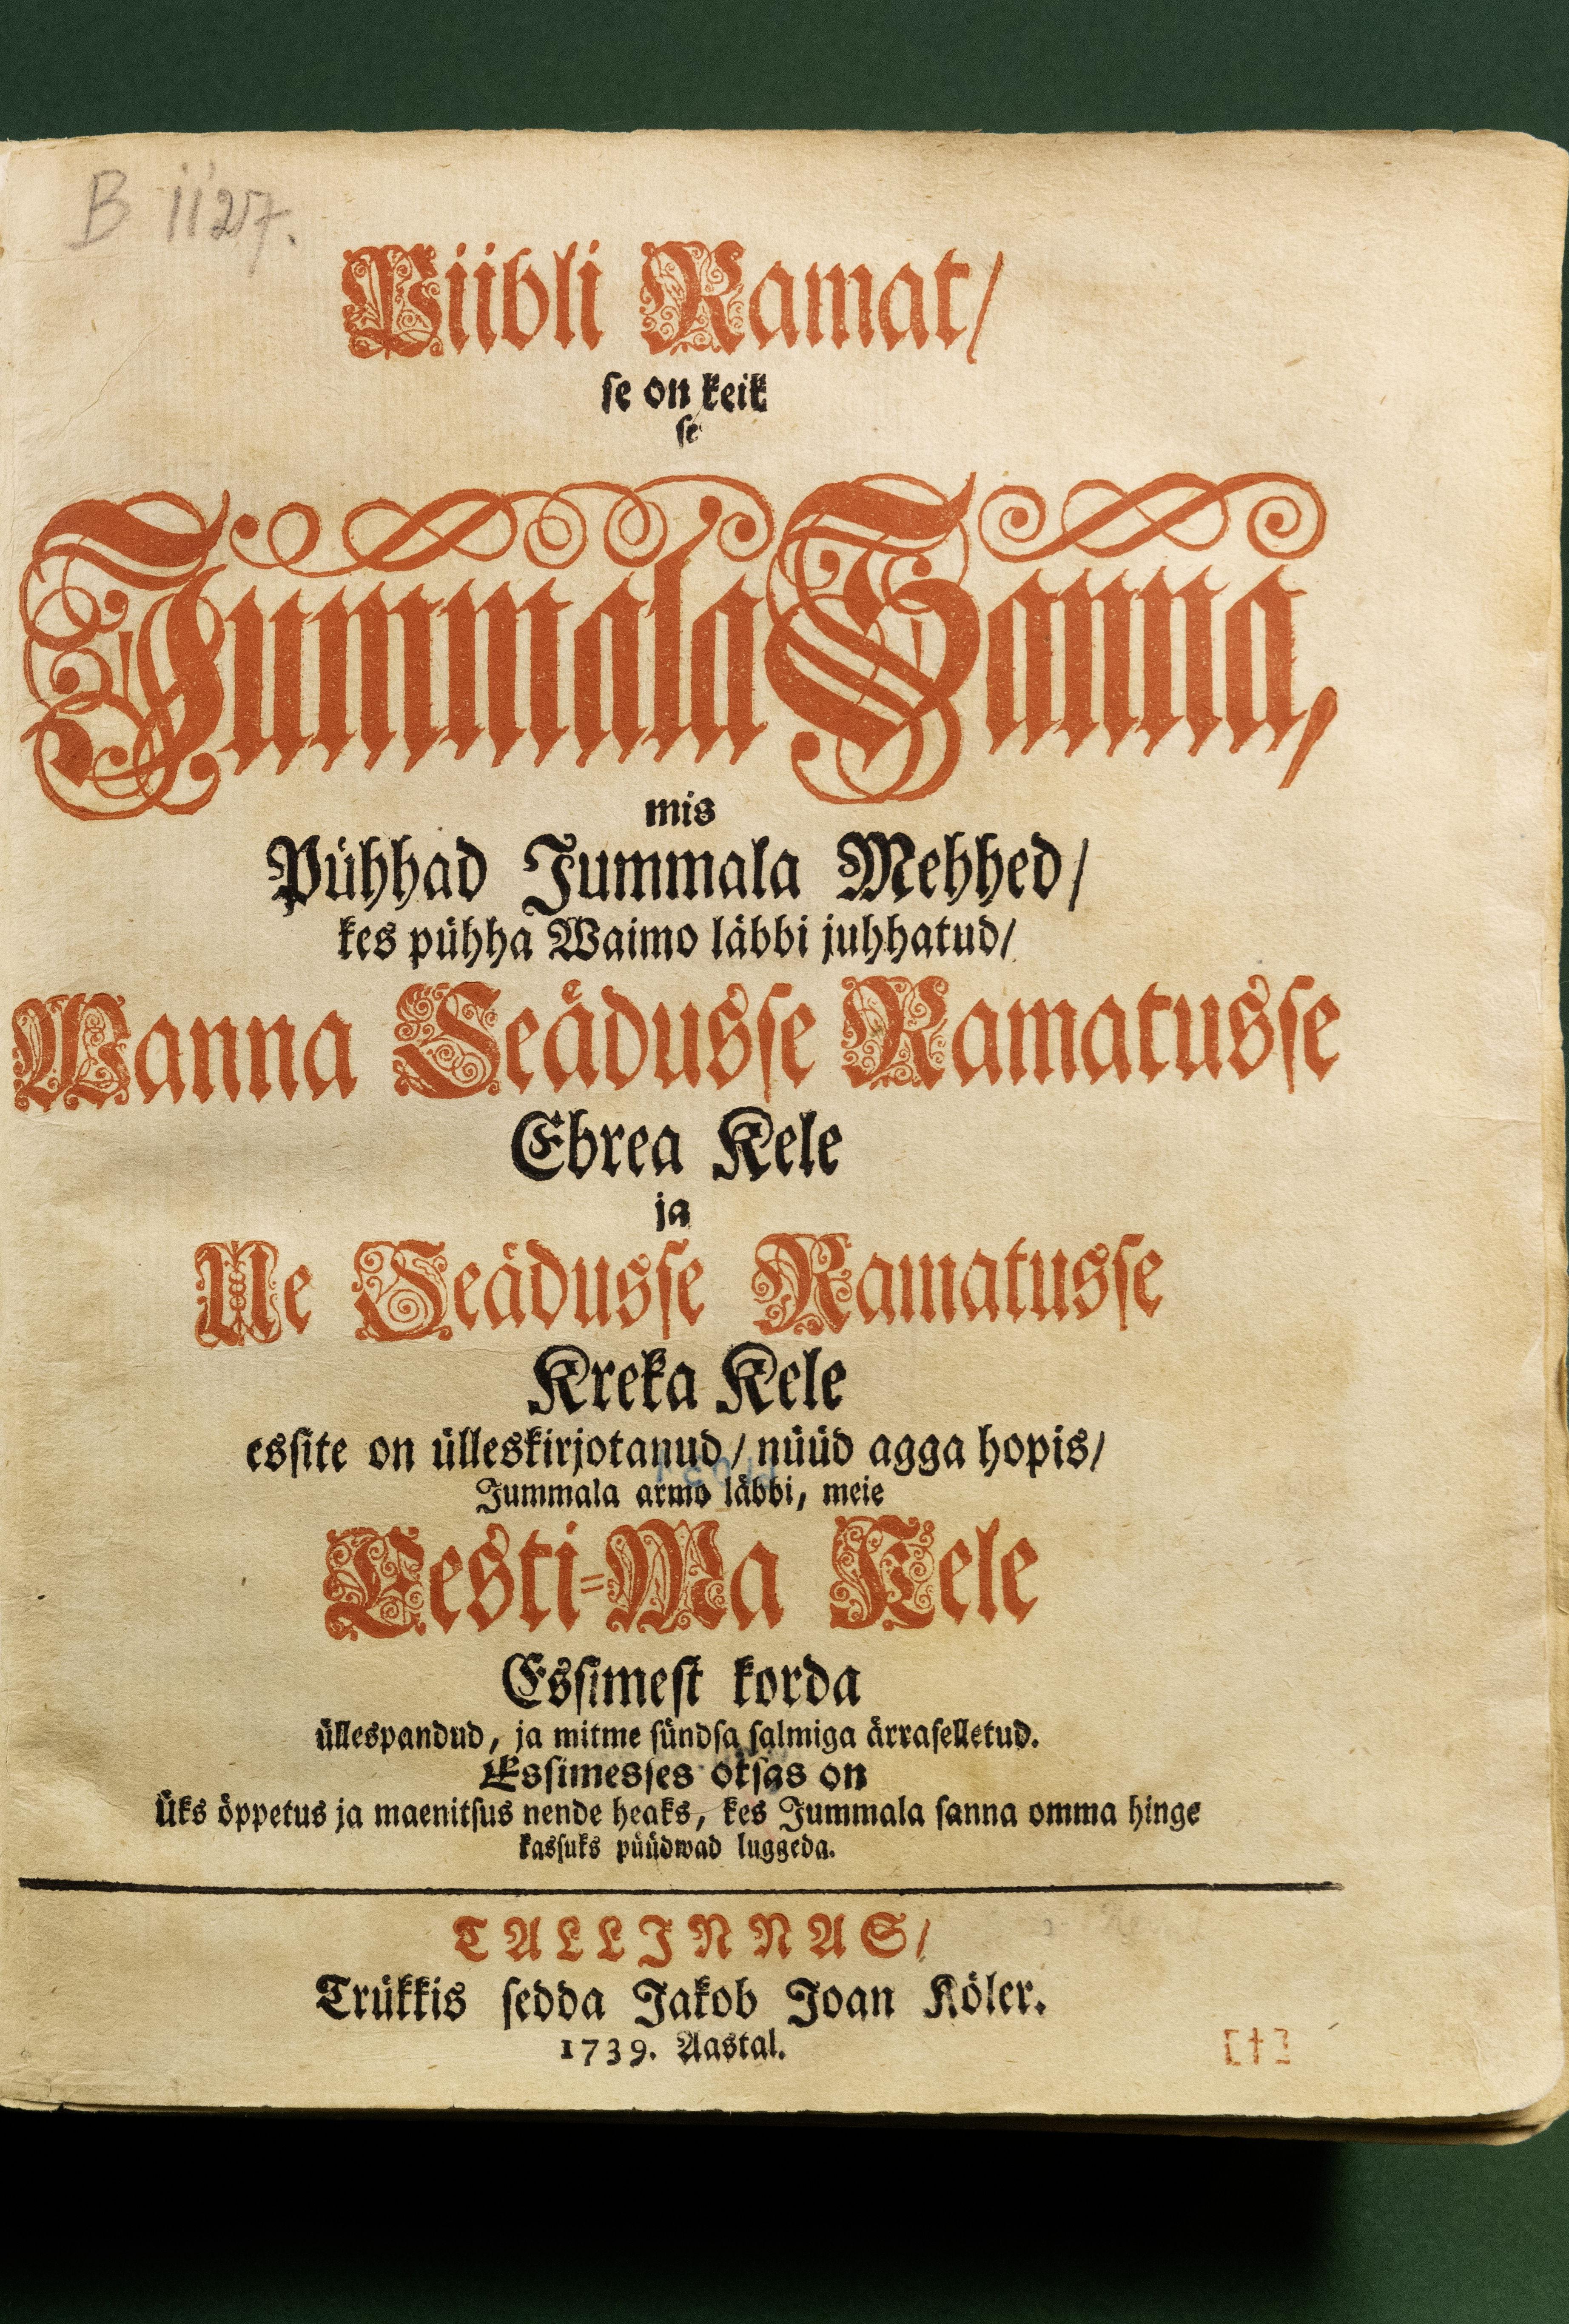 B 1127.
Piibli Ramat/
ſe on keik
ſe
Jummala Sanna,
mis
Pühhad Jummala Mehhed/
kes pühha Waimo läbbi juhhatud/
Wanna Seädusſe Ramatusſe
Ebrea Kele
ja
Ue Seädusſe Ramatusſe
Kreka Kele
esſite on ülleskirjotanud/ nüüd agga hopis/
Jummala armo läbbi, meie
Eesti-Ma Kele
Esſimeſt korda
üllespandud, ja mitme ſündſa ſalmiga ärraſelletud.
Esſimesſes otſas on
üks öppetus ja maenitſus nende heaks, kes Jummala ſanna omma hinge
kasſuks püüdwad luggeda.
TALLINNAS/
Trükkis ſedda Jakob Joan Köler.
1739. Aastal.
[†]